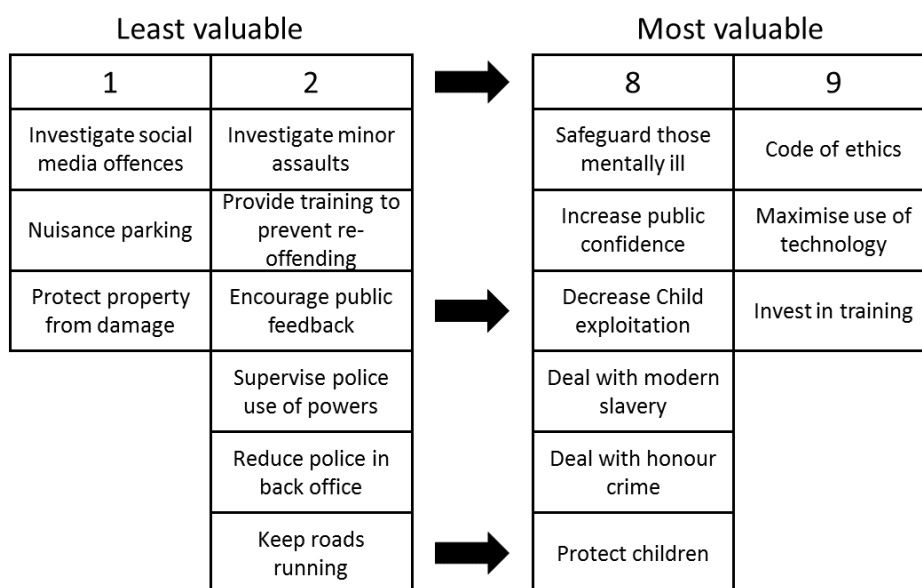 Least valuable
Most valuable
1
2
8
9
Investigate social
media offences
Investigate minor
assaults
Safeguard those
mentally ill
Code of ethics
Nuisance parking
Provide training to
prevent re-
offending
Increase public
confidence
Maximise use of
technology
Protect property
from damage
Encourage public
feedback
Decrease Child
exploitation
Invest in training
Supervise police
use of powers
Deal with modern
slavery
Reduce police in
back office
Deal with honour
crime
Keep roads
running
Protect children